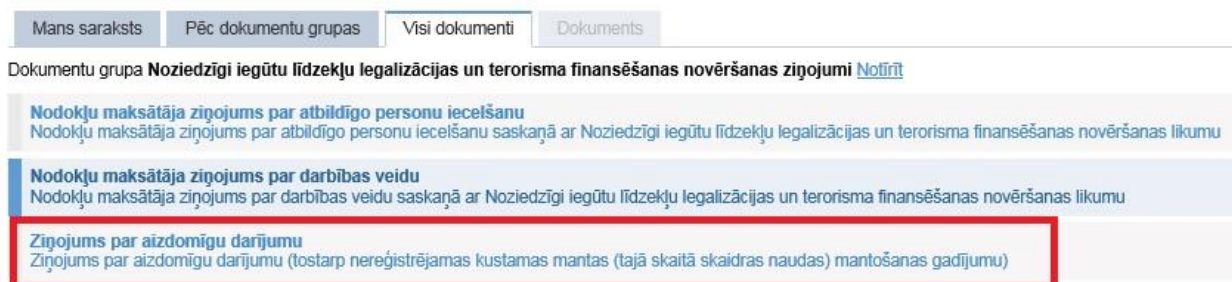 Mans saraksts Pēc dokumentu grupas Visi dokumenti Dokuments
Dokumentu grupa Noziedzīgi iegūtu līdzekļu legalizācijas un terorisma finansēšanas novēršanas ziņojumi Notīrīt
Nodokļu maksātāja ziņojums par atbildīgo personu iecelšanu
Nodokļu maksātāja ziņojums par atbildīgo personu iecelšanu saskaņā ar Noziedzīgi iegūtu līdzekļu legalizācijas un terorisma finansēšanas novēršanas likumu
Nodokļu maksātāja ziņojums par darbības veidu
Nodokļu maksātāja ziņojums par darbības veidu saskaņā ar Noziedzīgi iegūtu līdzekļu legalizācijas un terorisma finansēšanas novēršanas likumu
Ziņojums par aizdomīgu darījumu
Ziņojums par aizdomīgu darījumu (tostarp nereģistrējamas kustamas mantas (tajā skaitā skaidras naudas) mantošanas gadījumu)